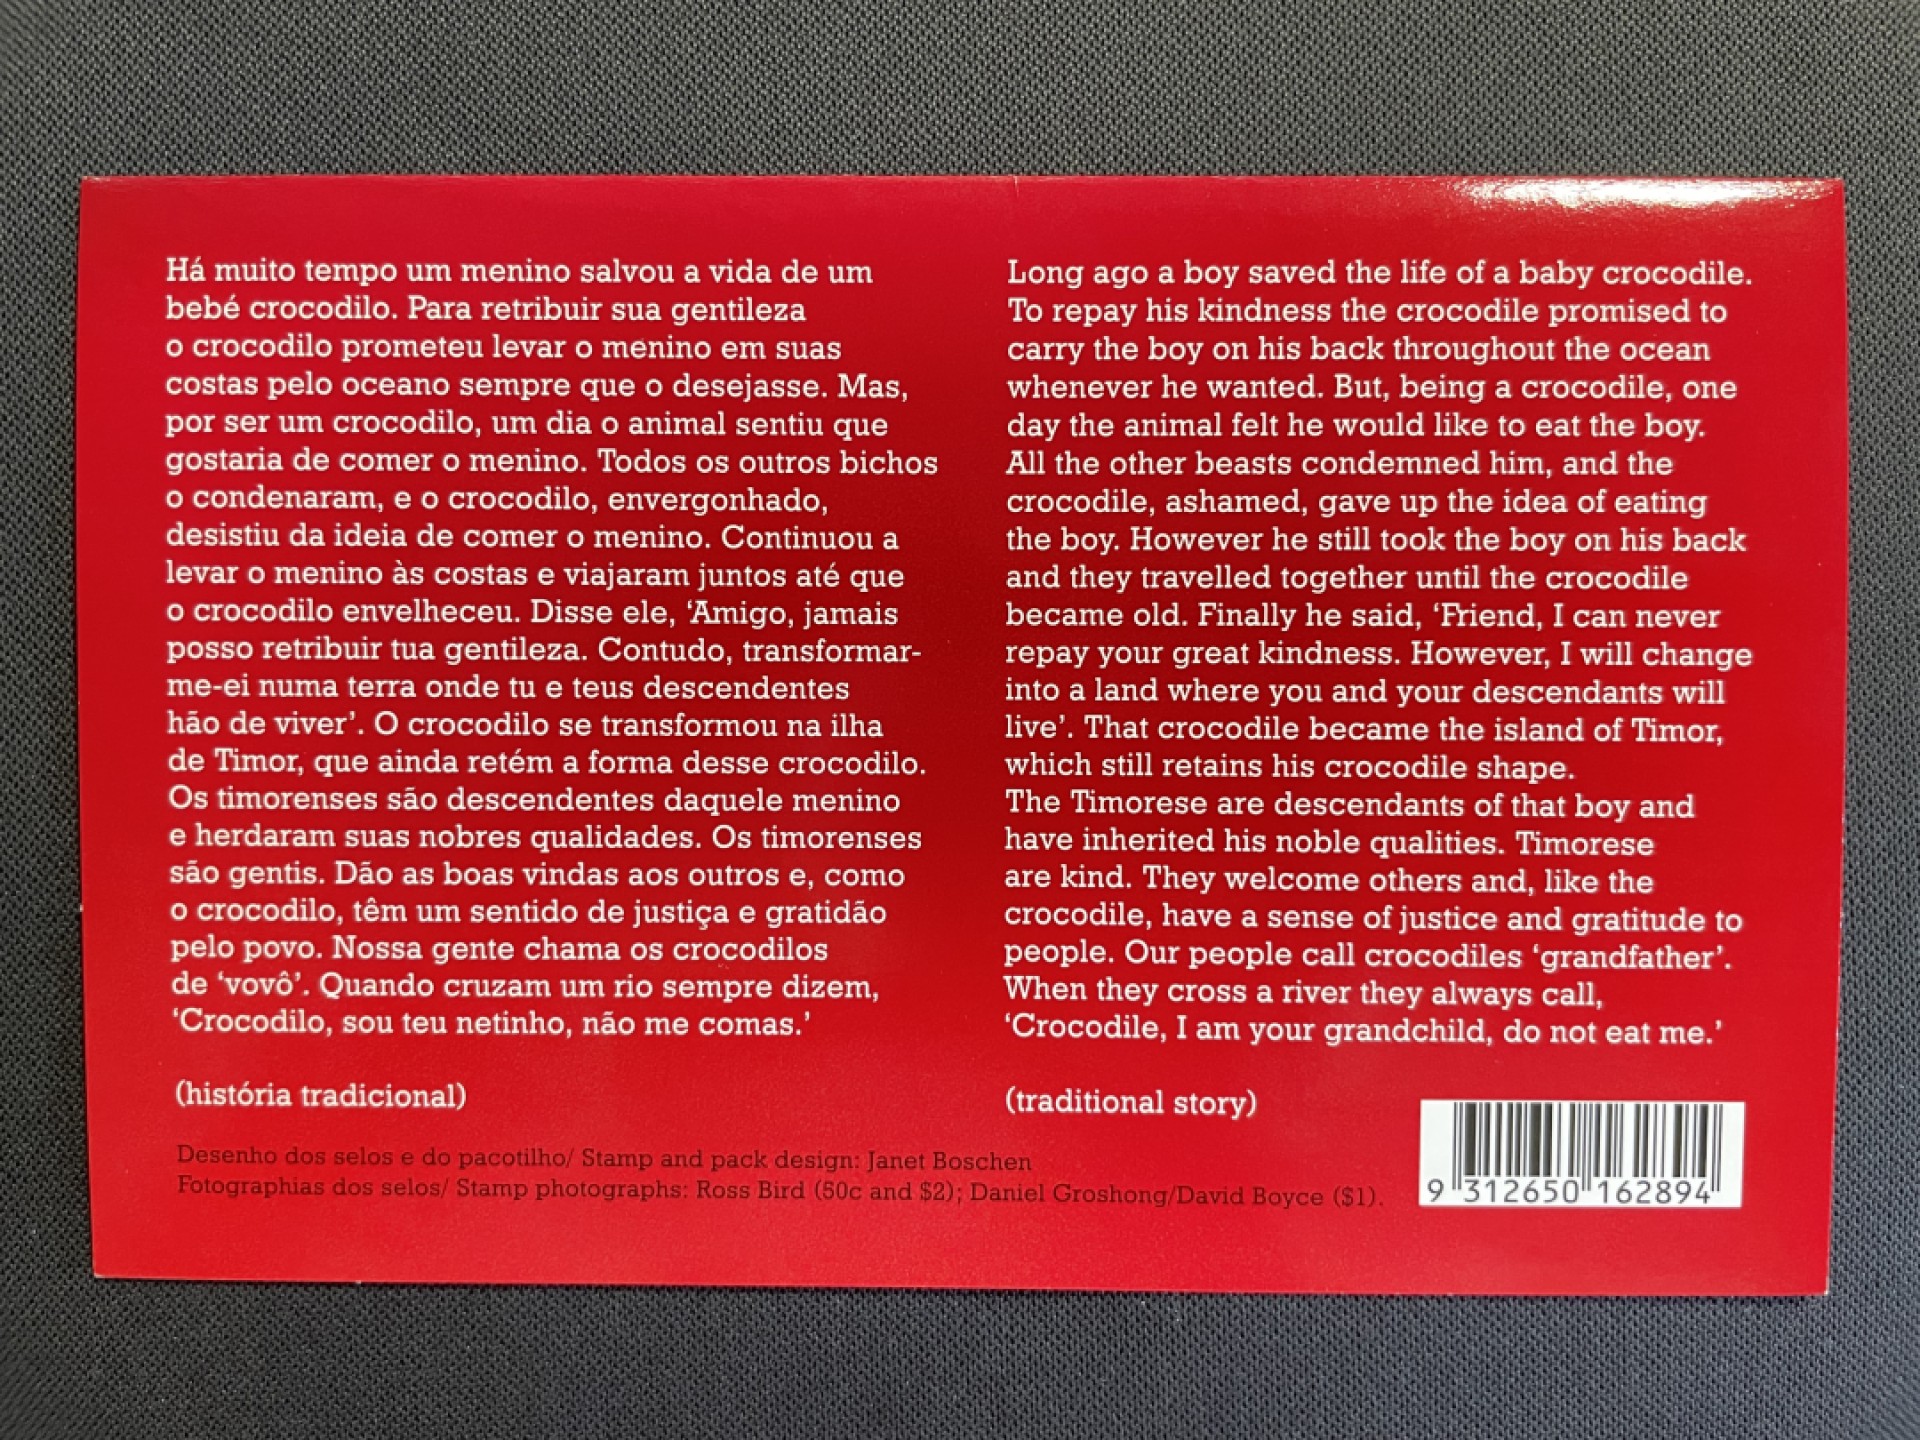 Há muito tempo um menino salvou a vida de um
bebé crocodilo. Para retribuir sua gentileza
o crocodilo prometeu levar o menino em suas
costas pelo oceano sempre que o desejasse. Mas,
por ser um crocodilo, um dia o animal sentiu que
gostaria de comer o menino. Todos os outros bichos
o condenaram, e o crocodilo, envergonhado,
desistiu da ideia de comer o menino. Continuou a
levar o menino às costas e viajaram juntos até que
o crocodilo envelheceu. Disse ele, ‘Amigo, jamais
posso retribuir tua gentileza. Contudo, transformar-
me-ei numa terra onde tu e teus descendentes
hão de viver’. O crocodilo se transformou na ilha
de Timor, que ainda retém a forma desse crocodilo.
Os timorenses são descendentes daquele menino
e herdaram suas nobres qualidades. Os timorenses
são gentis. Dão as boas vindas aos outros e, como
o crocodilo, têm um sentido de justiça e gratidão
pelo povo. Nossa gente chama os crocodilos
de ‘vovô’. Quando cruzam um rio sempre dizem,
‘Crocodilo, sou teu netinho, não me comas.’
(história tradicional)
Long ago a boy saved the life of a baby crocodile.
To repay his kindness the crocodile promised to
carry the boy on his back throughout the ocean
whenever he wanted. But, being a crocodile, one
day the animal felt he would like to eat the boy.
All the other beasts condemned him, and the
crocodile, ashamed, gave up the idea of eating
the boy. However he still took the boy on his back
and they travelled together until the crocodile
became old. Finally he said, ‘Friend, I can never
repay your great kindness. However, I will change
into a land where you and your descendants will
live’. That crocodile became the island of Timor,
which still retains his crocodile shape.
The Timorese are descendants of that boy and
have inherited his noble qualities. Timorese
are kind. They welcome others and, like the
crocodile, have a sense of justice and gratitude to
people. Our people call crocodiles ‘grandfather’.
When they cross a river they always call,
‘Crocodile, I am your grandchild, do not eat me.’
(traditional story)
Desenho dos selos e do pacotilho/ Stamp and pack design: Janet Boschen
Fotographias dos selos/ Stamp photographs: Ross Bird (50c and $2); Daniel Groshong/David Boyce ($1).
9 312650 162894